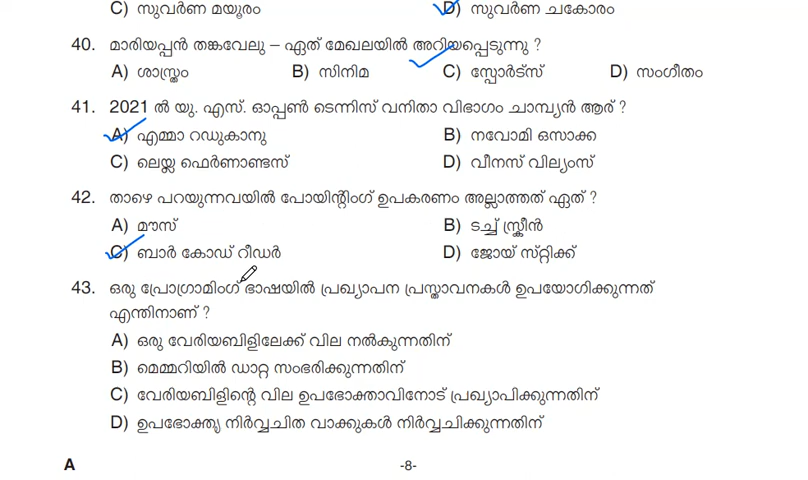 C) സുവർണ മയൂരം D) സുവർണ ചകോരം
40. മാരിയപ്പൻ തങ്കവേലു – ഏത് മേഖലയിൽ അറിയപ്പെടുന്നു ?
A) ശാസ്ത്രം B) സിനിമ C) സ്പോർട്സ് D) സംഗീതം
41. 2021 ൽ യു. എസ്. ഓപ്പൺ ടെന്നിസ് വനിതാ വിഭാഗം ചാമ്പ്യൻ ആര് ?
A) എമ്മാ റഡുകാനു B) നവോമി ഒസാക്ക
C) ലെയ്ല ഫെർണാണ്ടസ് D) വീനസ് വില്യംസ്
42. താഴെ പറയുന്നവയിൽ പോയിന്റിംഗ് ഉപകരണം അല്ലാത്തത് ഏത് ?
A) മൗസ് B) ടച്ച് സ്ക്രീൻ
C) ബാർ കോഡ് റീഡർ D) ജോയ് സ്റ്റിക്ക്
43. ഒരു പ്രോഗ്രാമിംഗ് ഭാഷയിൽ പ്രഖ്യാപന പ്രസ്താവനകൾ ഉപയോഗിക്കുന്നത്
എന്തിനാണ് ?
A) ഒരു വേരിയബിളിലേക്ക് വില നൽകുന്നതിന്
B) മെമ്മറിയിൽ ഡാറ്റ സംഭരിക്കുന്നതിന്
C) വേരിയബിളിന്റെ വില ഉപഭോക്താവിനോട് പ്രഖ്യാപിക്കുന്നതിന്
D) ഉപഭോക്തൃ നിർവ്വചിത വാക്കുകൾ നിർവ്വചിക്കുന്നതിന്
A -8-